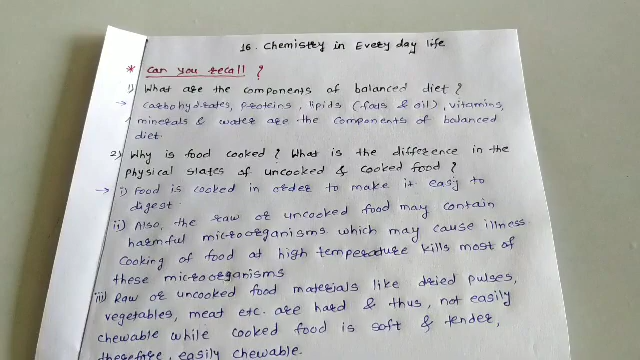 16. Chemistry in Every day life
* Can you recall ?
1) What are the components of balanced diet ?
→ Carbohydrates, proteins, lipids (fats & oil), vitamins,
minerals & water are the components of balanced
diet.
2) Why is food cooked ? What is the difference in the
physical states of uncooked & cooked food ?
→ i) Food is cooked in order to make it easy to
digest.
ii) Also, the raw or uncooked food may contain
harmful microorganisms which may cause illness
Cooking of food at high temperature kills most of
these microorganisms
iii) Raw or uncooked food materials like dried pulses,
vegetables, meat etc. are hard & thus, not easily
chewable while cooked food is soft & tender,
therefore, easily chewable.